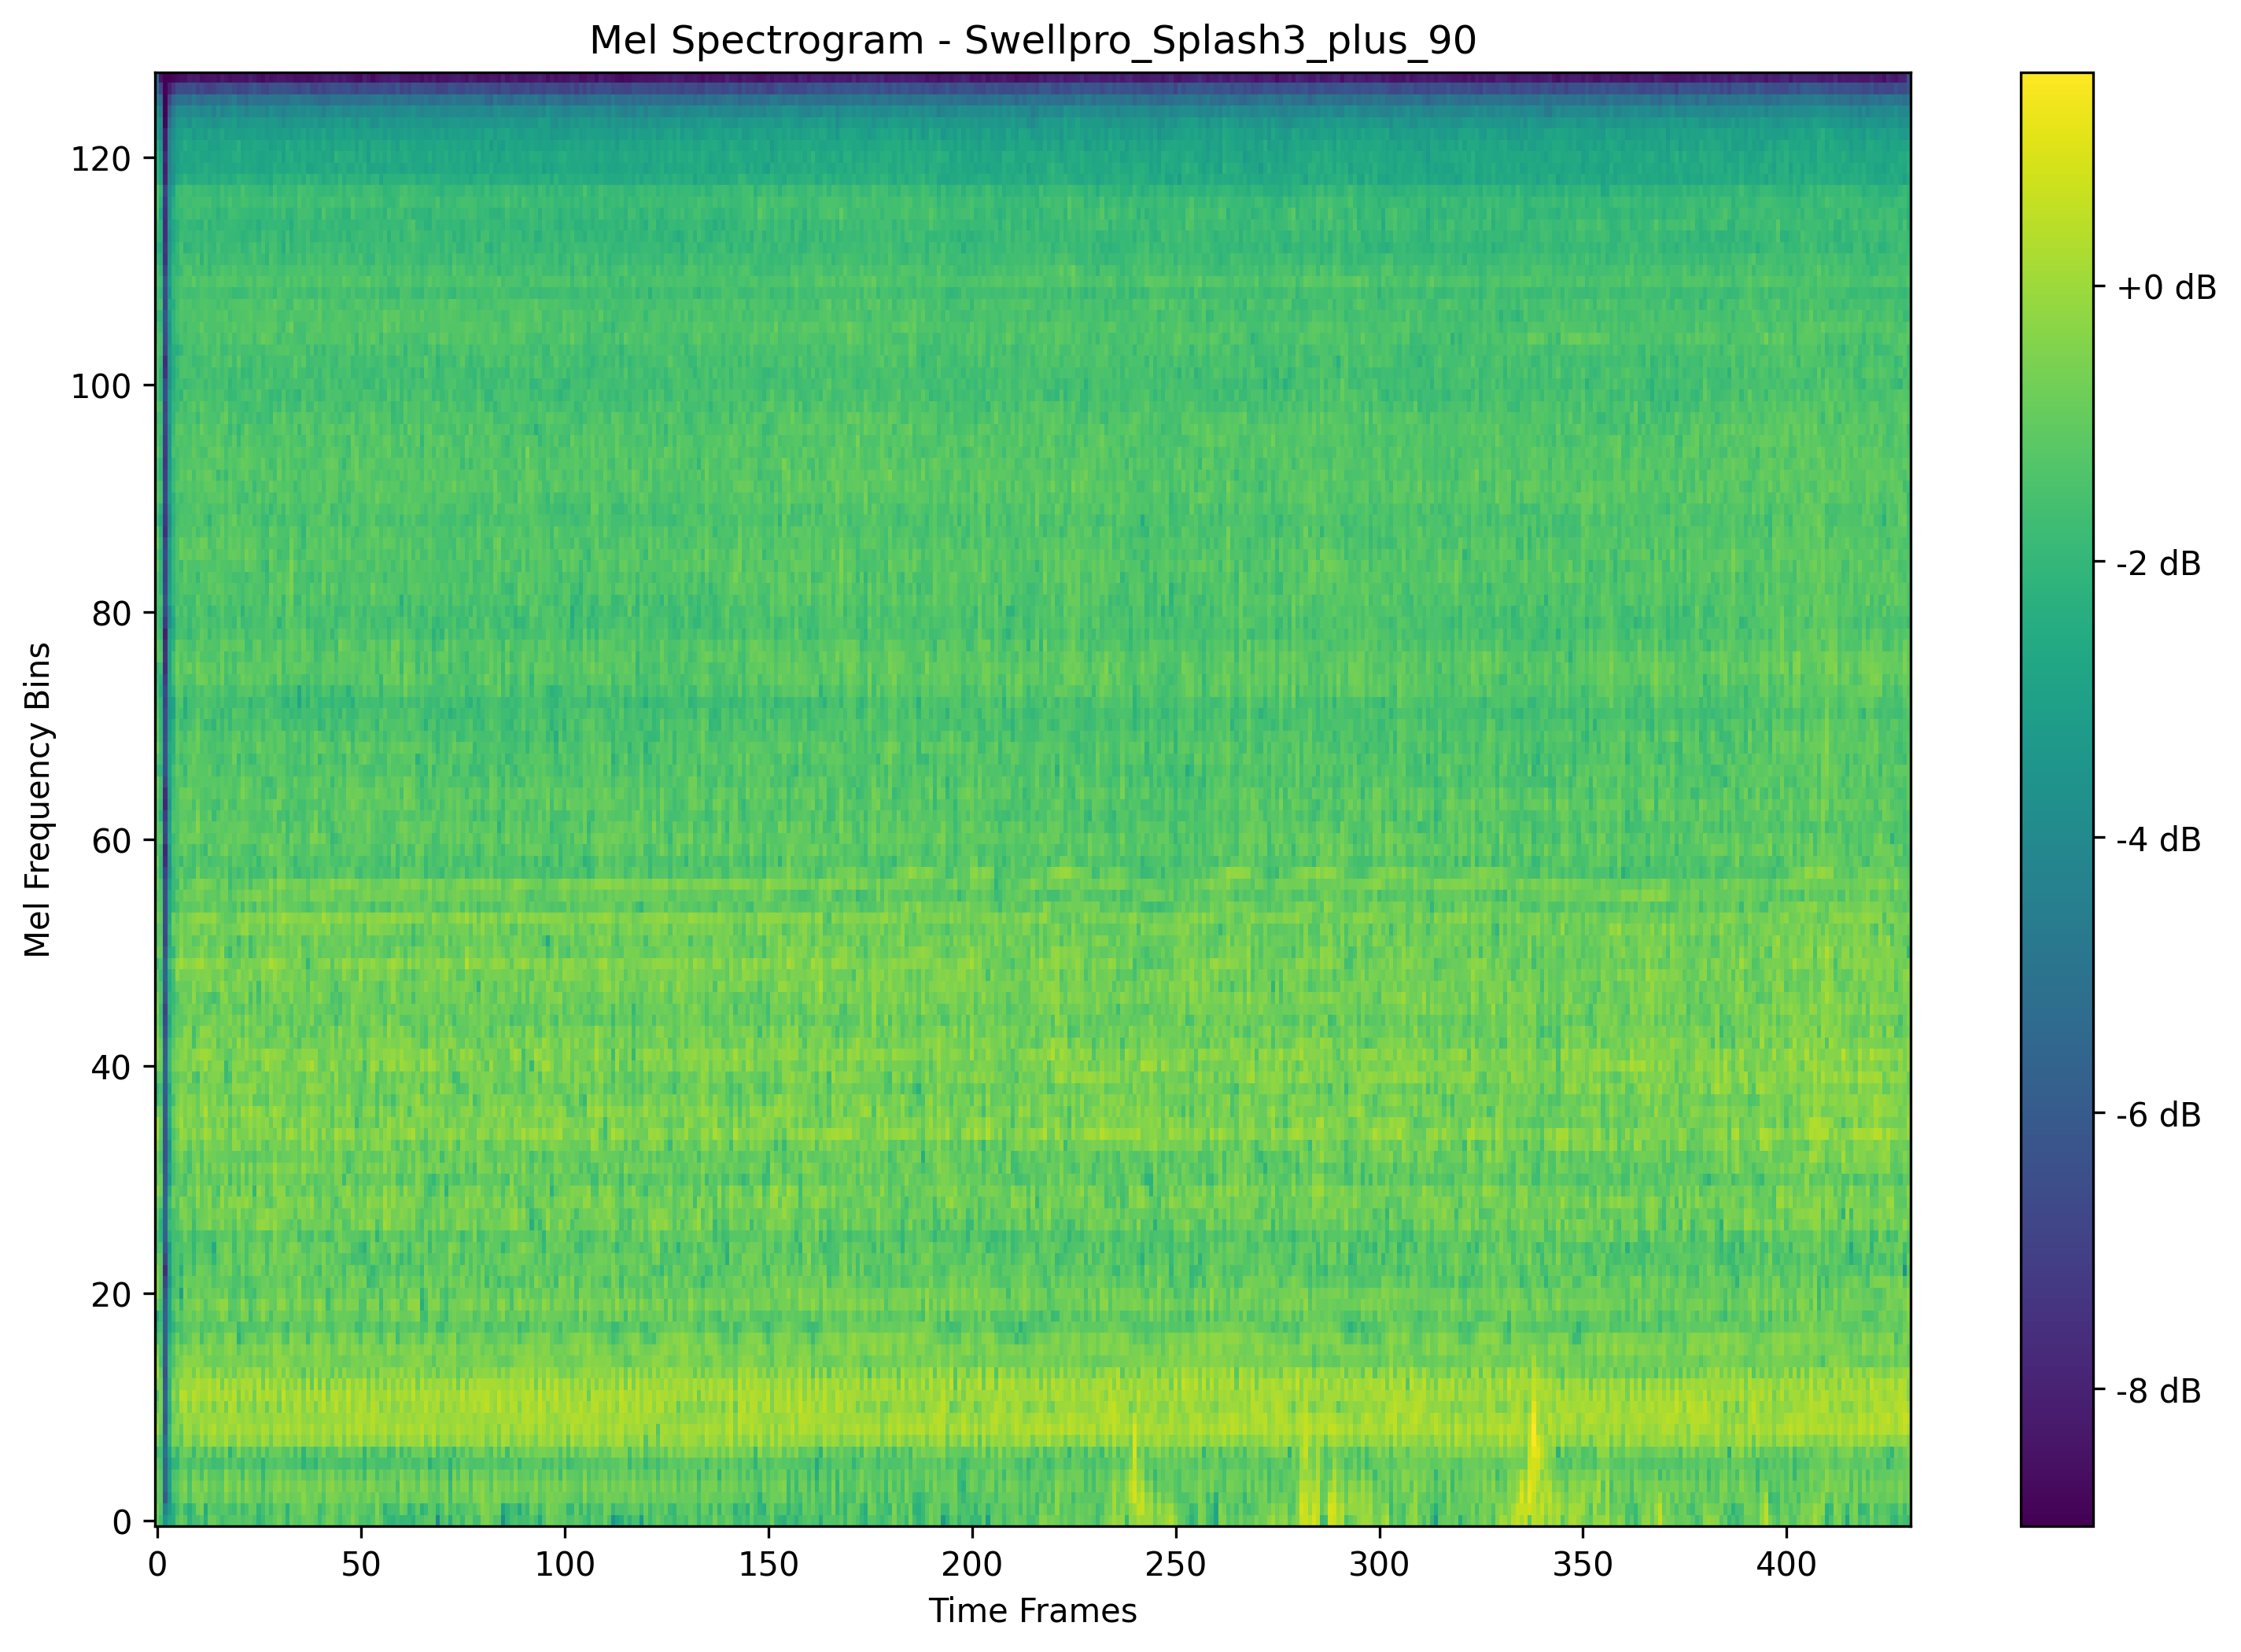 Mel Spectrogram - Swellpro_Splash3_plus_90
Mel Frequency Bins
120
100
80
60
40
20
0
0 50 100 150 200 250 300 350 400
Time Frames
+0 dB
-2 dB
-4 dB
-6 dB
-8 dB